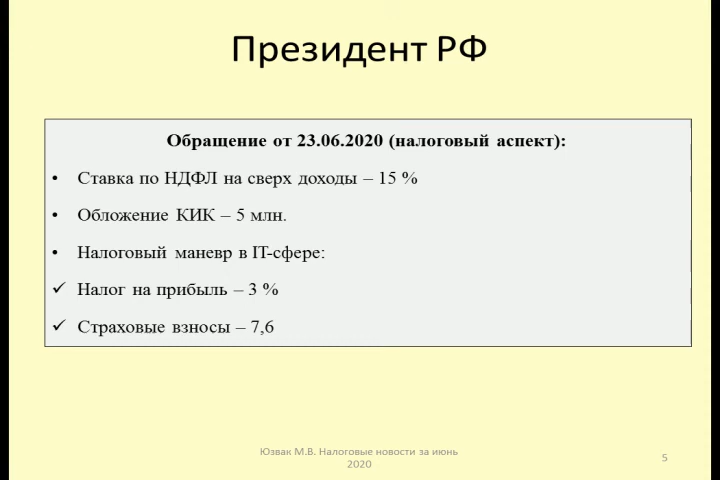 Президент РФ
Обращение от 23.06.2020 (налоговый аспект):
• Ставка по НДФЛ на сверх доходы – 15 %
• Обложение КИК – 5 млн.
• Налоговый маневр в IT-сфере:
✓ Налог на прибыль – 3 %
✓ Страховые взносы – 7,6
Юзвак М.В. Налоговые новости за июнь
2020
5